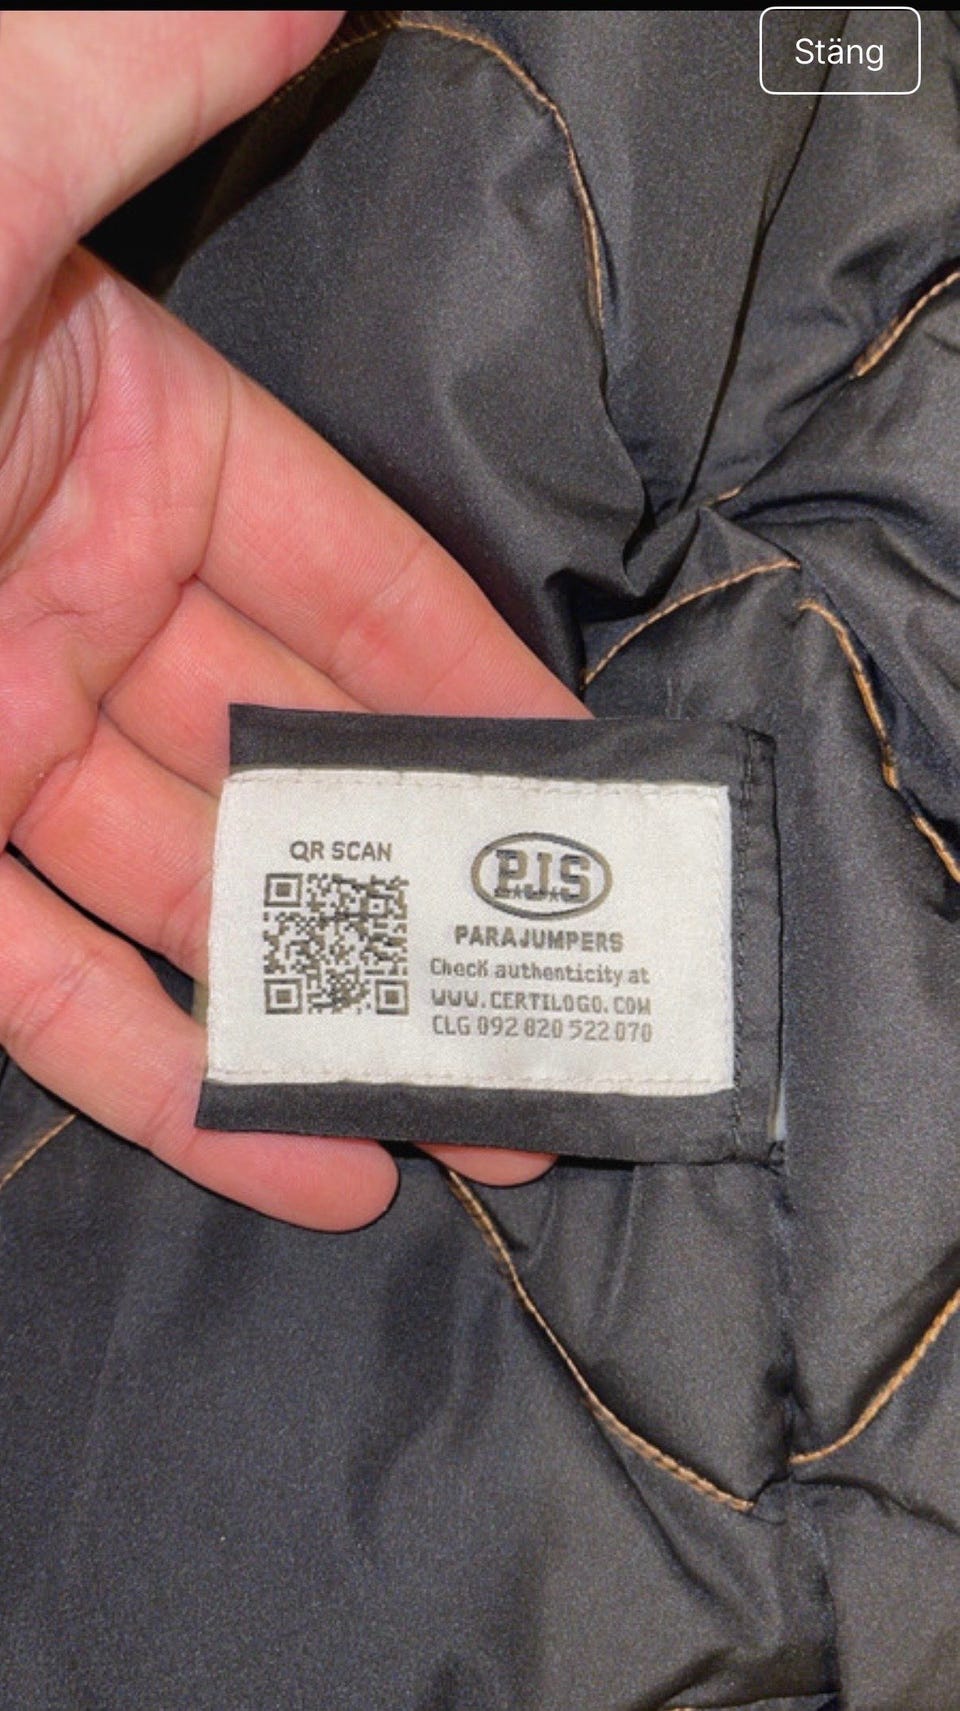 Stäng
QR SCAN
PJS
PARAJUMPERS
Check authenticity at
WWW.CERTILOGO.COM
CLG 092 820 522 070